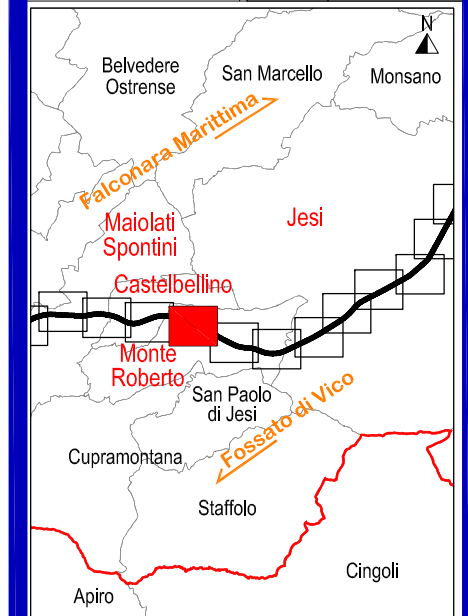 N
Belvedere
Ostrense
San Marcello
Monsano
Falconara Marittima
Maiolati
Spontini
Jesi
Castelbellino
Monte
Roberto
San Paolo
di Jesi
Fossato di Vico
Cupramontana
Staffolo
Cingoli
Apiro